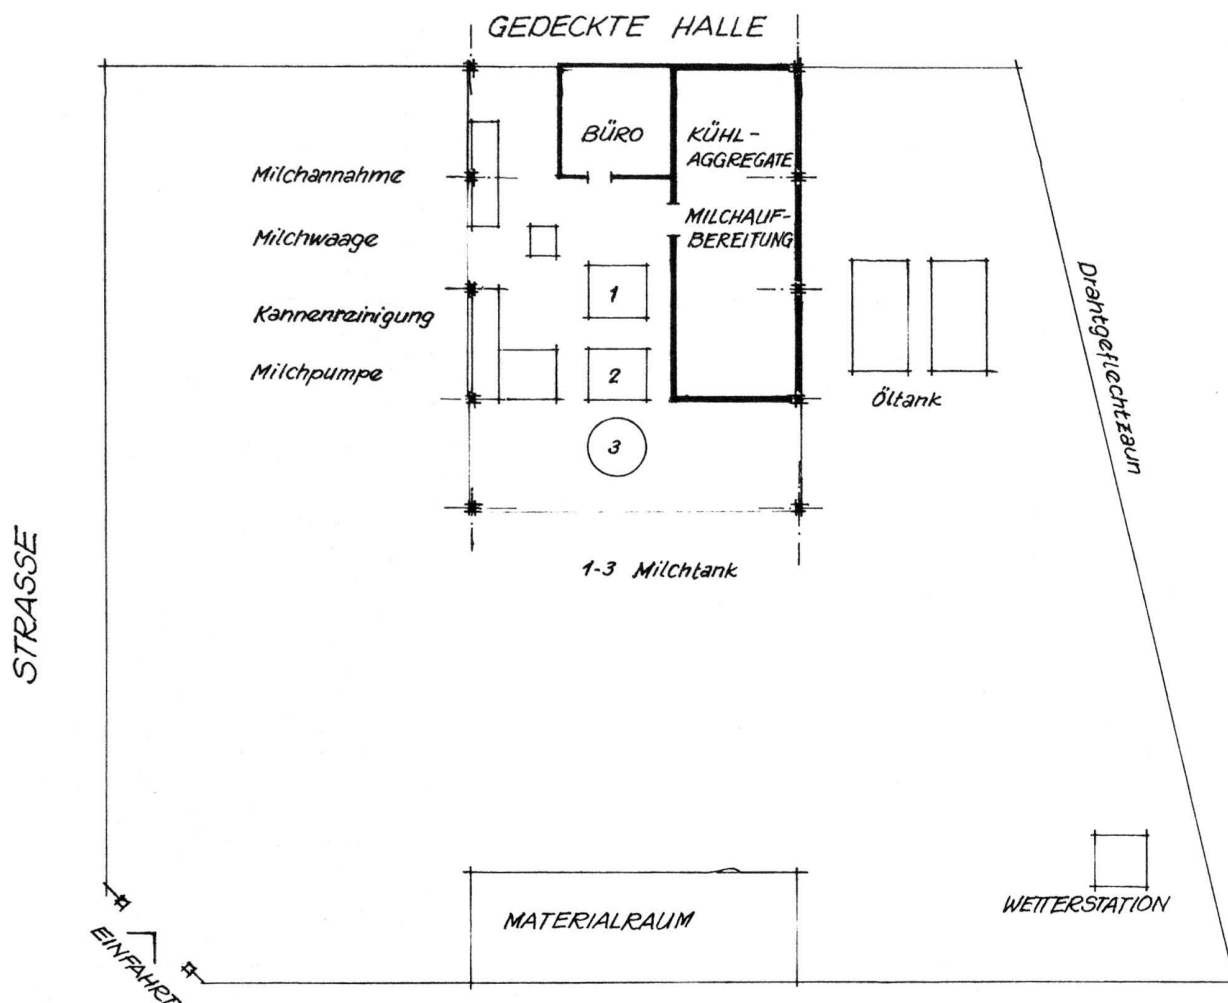 GEDECKTE HALLE
BÜRO
KÜHL-
AGGREGATE
Milchannahme
MILCHAUF-
BEREITUNG
Milchwaage
1
Kannenreinigung
Milchpumpe
2
Öltank
3
Drahtgeflechtzaun
1-3 Milchtank
STRASSE
MATERIALRAUM
WETTERSTATION
EINFAHRT